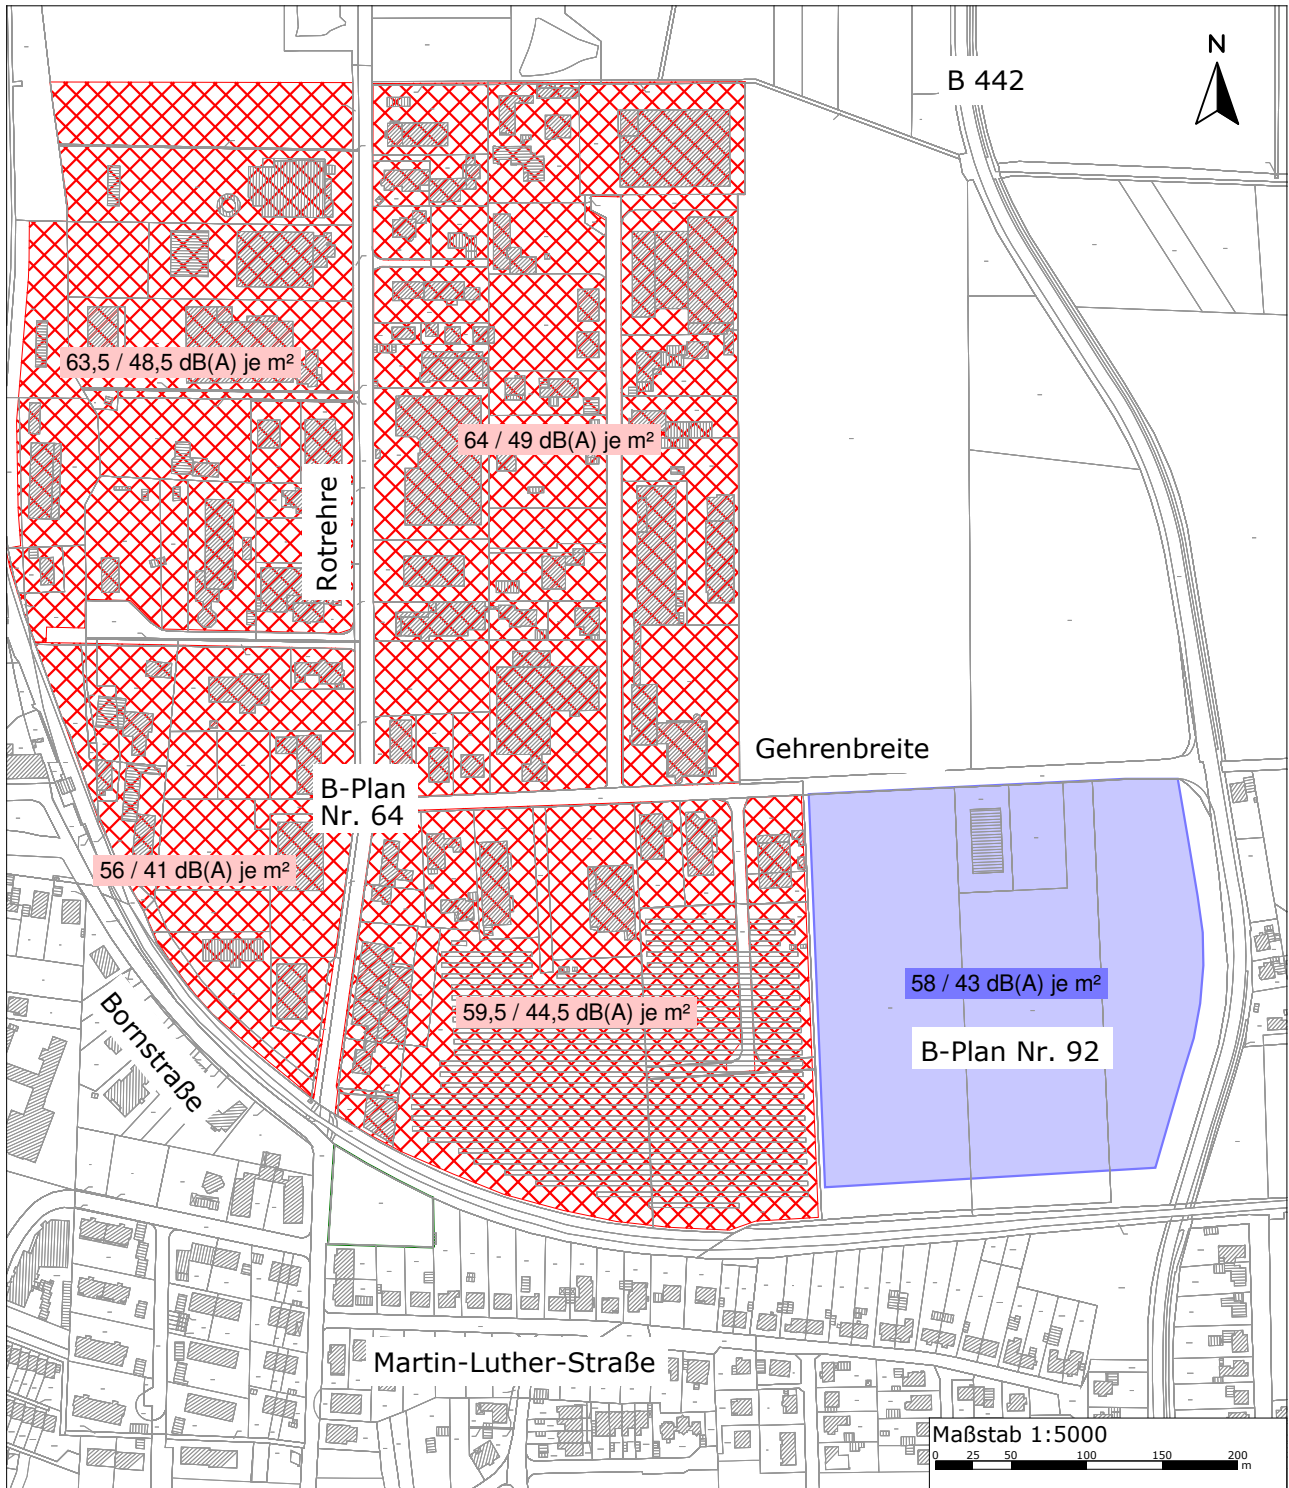 N
B 442
63,5 / 48,5 dB(A) je m²
64 / 49 dB(A) je m²
Rotrehre
Gehrenbreite
B-Plan
Nr. 64
56 / 41 dB(A) je m²
58 / 43 dB(A) je m²
59,5 / 44,5 dB(A) je m²
Bornstraße
B-Plan Nr. 92
Martin-Luther-Straße
Maßstab 1:5000
0 25 50 100 150 200
m